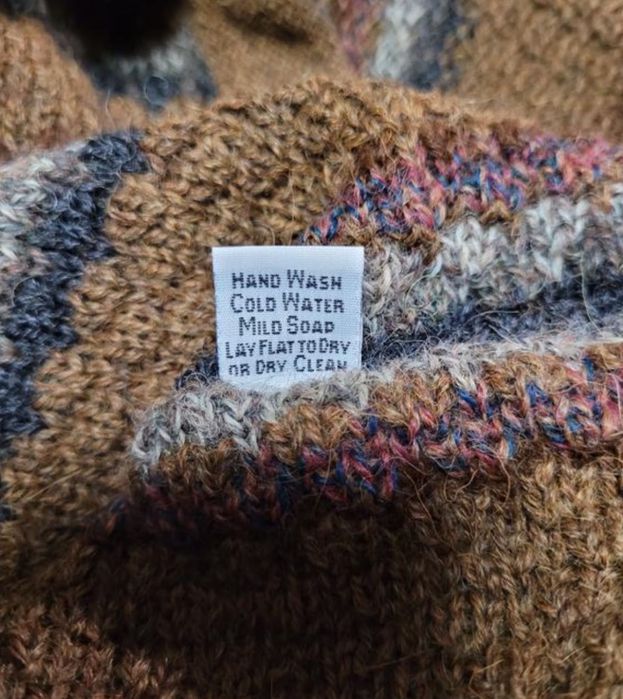 HAND WASH
COLD WATER
MILD SOAP
LAY FLAT TO DRY
OR DRY CLEAN